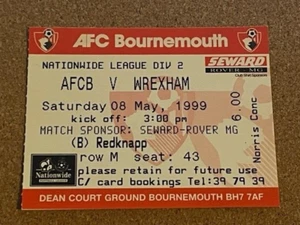 AFC Bournemouth
NATIONWIDE LEAGUE DIV 2
SEWARD
ROVER - MG
AFCB V WREXHAM
Saturday 08 May, 1999
kick off: 3:00 pm
6.00
Norris Conc
MATCH SPONSOR: SEWARD-ROVER MG
(B) Redknapp
row M seat: 43
Nationwide
please retain for future use
C/ card bookings Tel: 39 79 39
DEAN COURT GROUND BOURNEMOUTH BH7 7AF